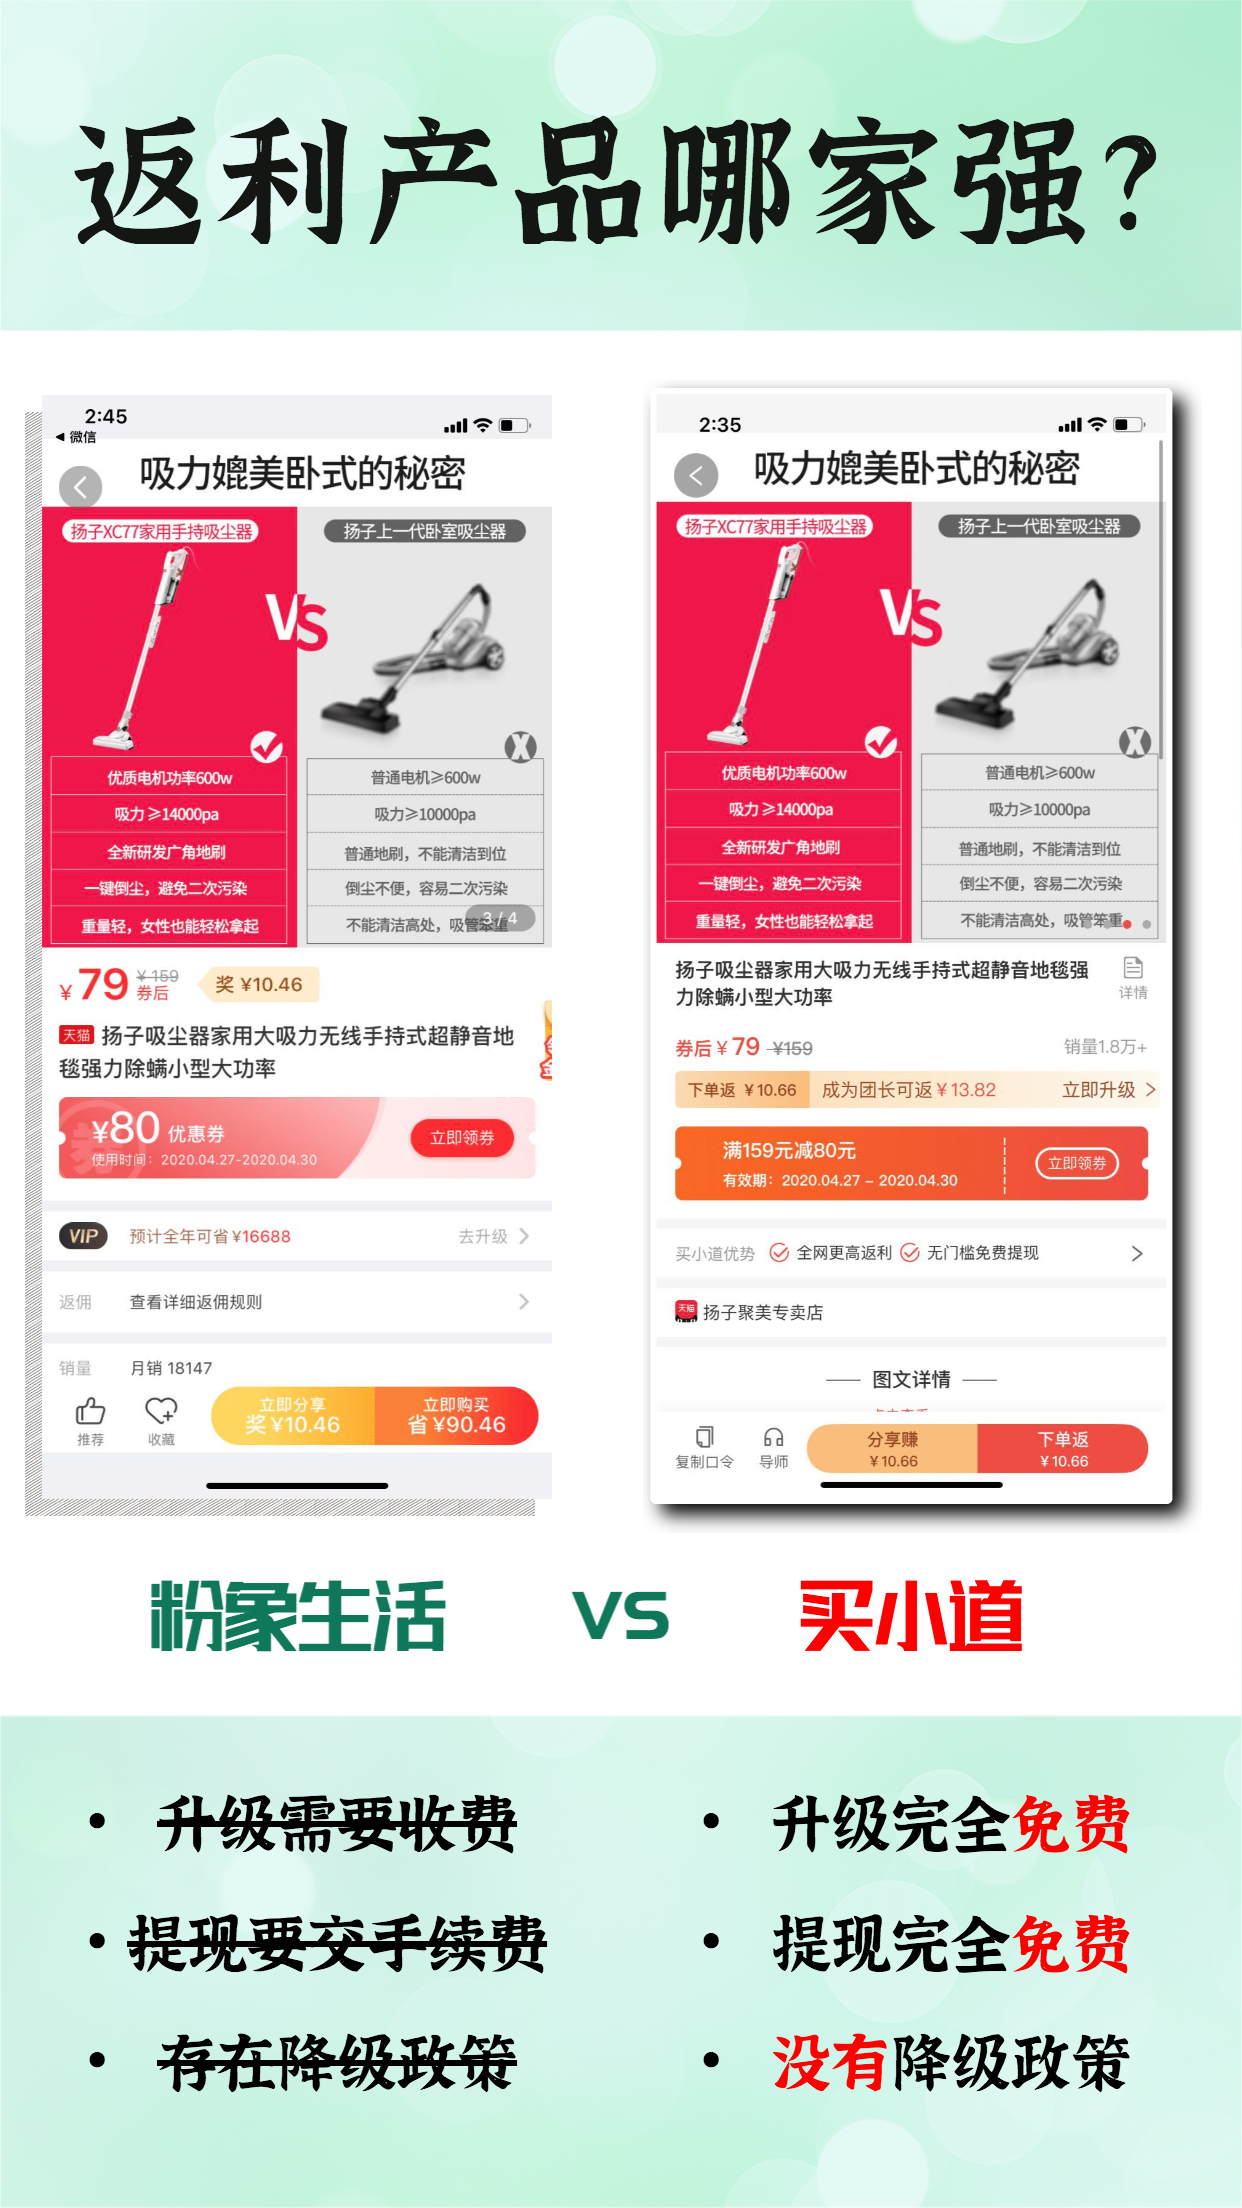 返利产品哪家强?
2:45
◀ 微信
吸力媲美卧式的秘密
扬子XC77家用手持吸尘器
扬子上一代卧室吸尘器
VS
优质电机功率600w
普通电机≥600w
吸力≥14000pa
吸力≥10000pa
全新研发广角地刷
普通地刷，不能清洁到位
一键倒尘，避免二次污染
倒尘不便，容易二次污染
重量轻，女性也能轻松拿起
不能清洁高处，吸管笨重
3/4
¥79 ¥159
券后
奖 ¥10.46
天猫 扬子吸尘器家用大吸力无线手持式超静音地
毯强力除螨小型大功率
¥80 优惠券
使用时间：2020.04.27-2020.04.30
立即领券
VIP 预计全年可省¥16688 去升级
返佣 查看详细返佣规则
销量 月销 18147
推荐
收藏
立即分享
奖¥10.46
立即购买
省¥90.46
2:35
吸力媲美卧式的秘密
扬子XC77家用手持吸尘器
扬子上一代卧室吸尘器
VS
优质电机功率600w
普通电机≥600w
吸力≥14000pa
吸力≥10000pa
全新研发广角地刷
普通地刷，不能清洁到位
一键倒尘，避免二次污染
倒尘不便，容易二次污染
重量轻，女性也能轻松拿起
不能清洁高处，吸管笨重
扬子吸尘器家用大吸力无线手持式超静音地毯强
力除螨小型大功率
详情
券后¥79 ¥159 销量1.8万+
下单返 ¥10.66 成为团长可返¥13.82 立即升级
满159元减80元
有效期：2020.04.27 - 2020.04.30
立即领券
买小道优势 全网更高返利 无门槛免费提现
天猫 扬子聚美专卖店
图文详情
复制口令
导师
分享赚
¥10.66
下单返
¥10.66
粉象生活 VS 买小道
• 升级需要收费
• 提现要交手续费
• 存在降级政策
• 升级完全免费
• 提现完全免费
• 没有降级政策